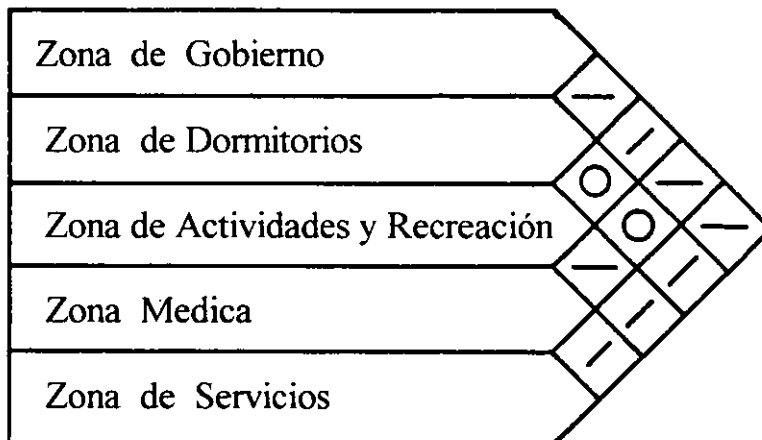 Zona de Gobierno
Zona de Dormitorios
Zona de Actividades y Recreación
Zona Medica
Zona de Servicios